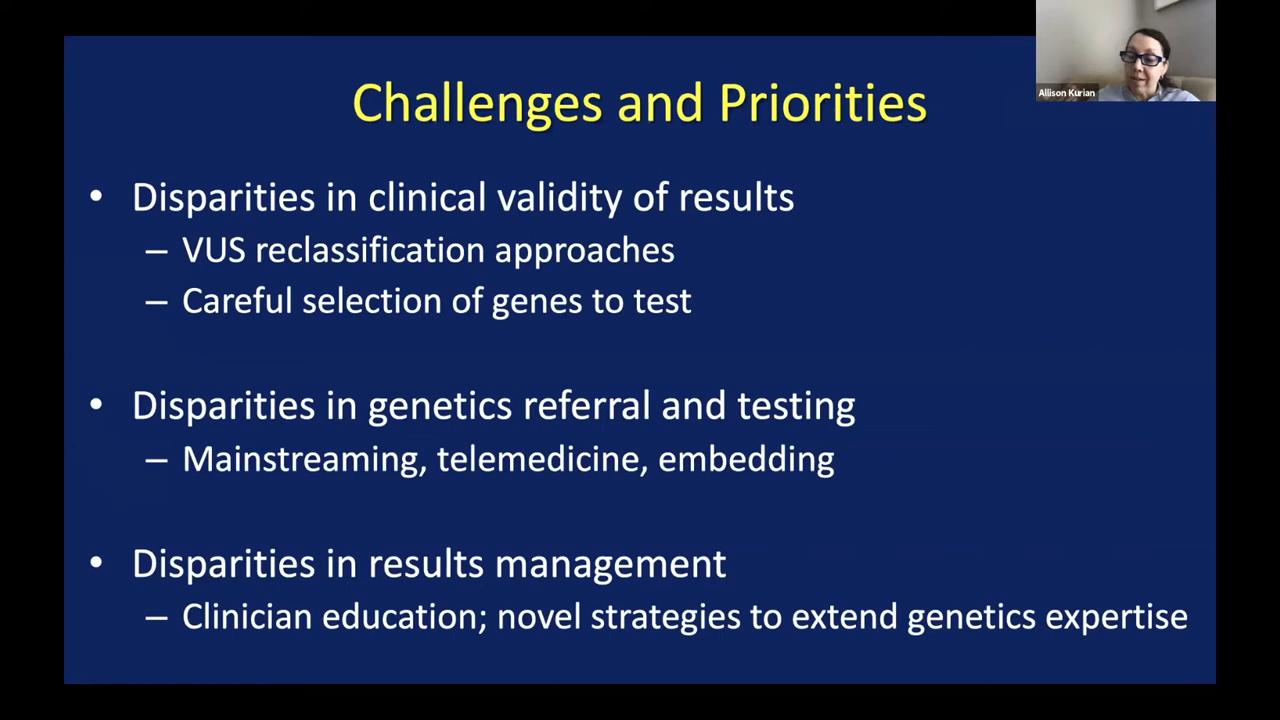 Allison Kurian
Challenges and Priorities
• Disparities in clinical validity of results
– VUS reclassification approaches
– Careful selection of genes to test
• Disparities in genetics referral and testing
– Mainstreaming, telemedicine, embedding
• Disparities in results management
– Clinician education; novel strategies to extend genetics expertise